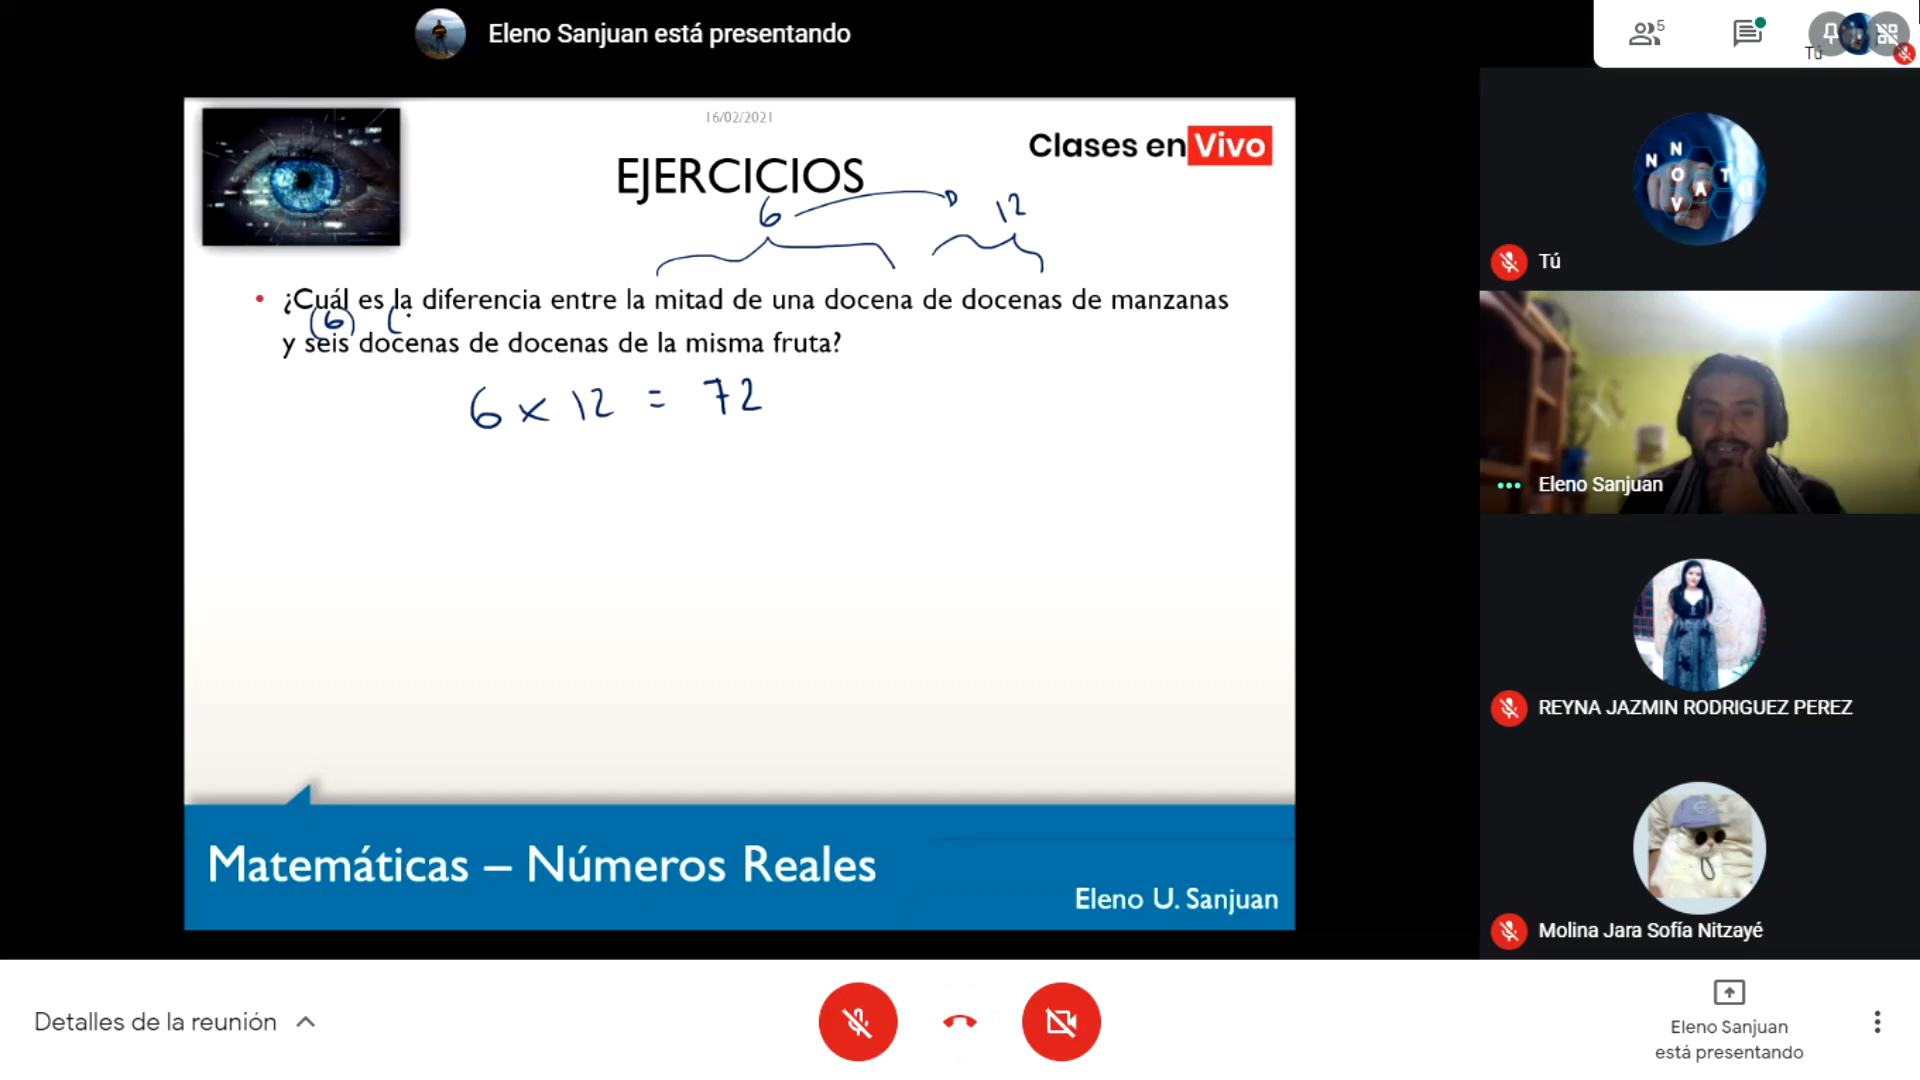 Eleno Sanjuan está presentando
5
Tú
16/02/2021
Clases en Vivo
EJERCICIOS
6 12
¿Cuál es la diferencia entre la mitad de una docena de docenas de manzanas
(6) (
y seis docenas de docenas de la misma fruta?
6 x 12 = 72
Matemáticas – Números Reales
Eleno U. Sanjuan
N N O V A T I
Tú
Eleno Sanjuan
REYNA JAZMIN RODRIGUEZ PEREZ
Molina Jara Sofía Nitzayé
Detalles de la reunión
Eleno Sanjuan
está presentando